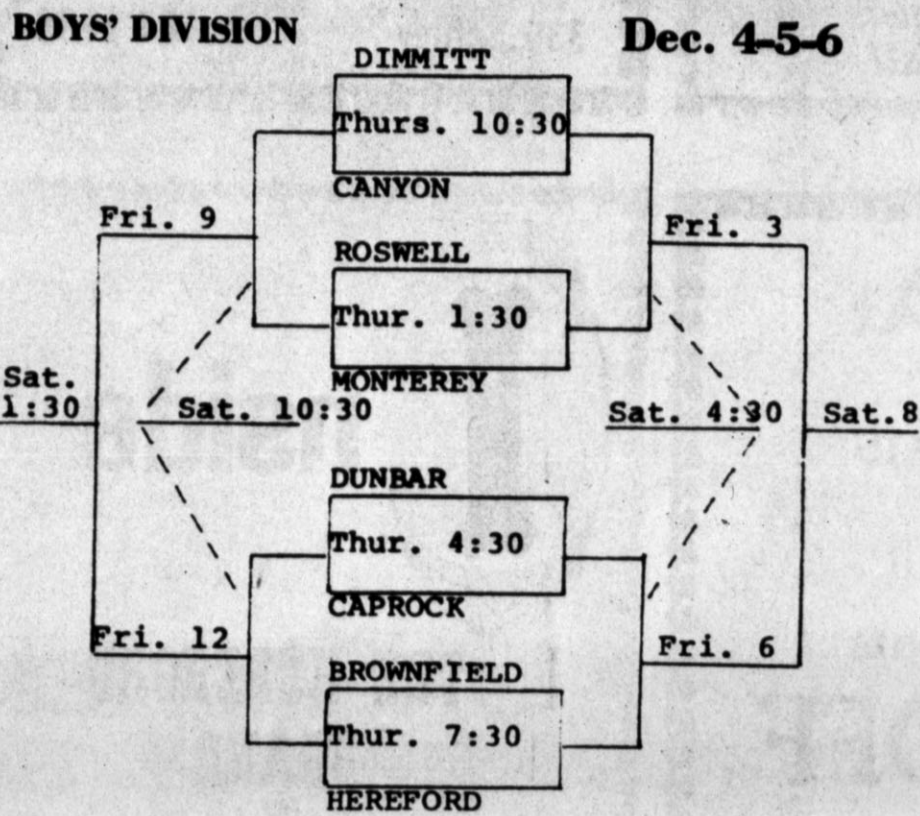 BOYS' DIVISION
Dec. 4-5-6
DIMMITT
Thurs. 10:30
CANYON
Fri. 9
Fri. 3
ROSWELL
Thur. 1:30
MONTEREY
Sat.
1:30
Sat. 10:30
Sat. 4:30
Sat.8
DUNBAR
Thur. 4:30
CAPROCK
Fri. 12
Fri. 6
BROWNFIELD
Thur. 7:30
HEREFORD